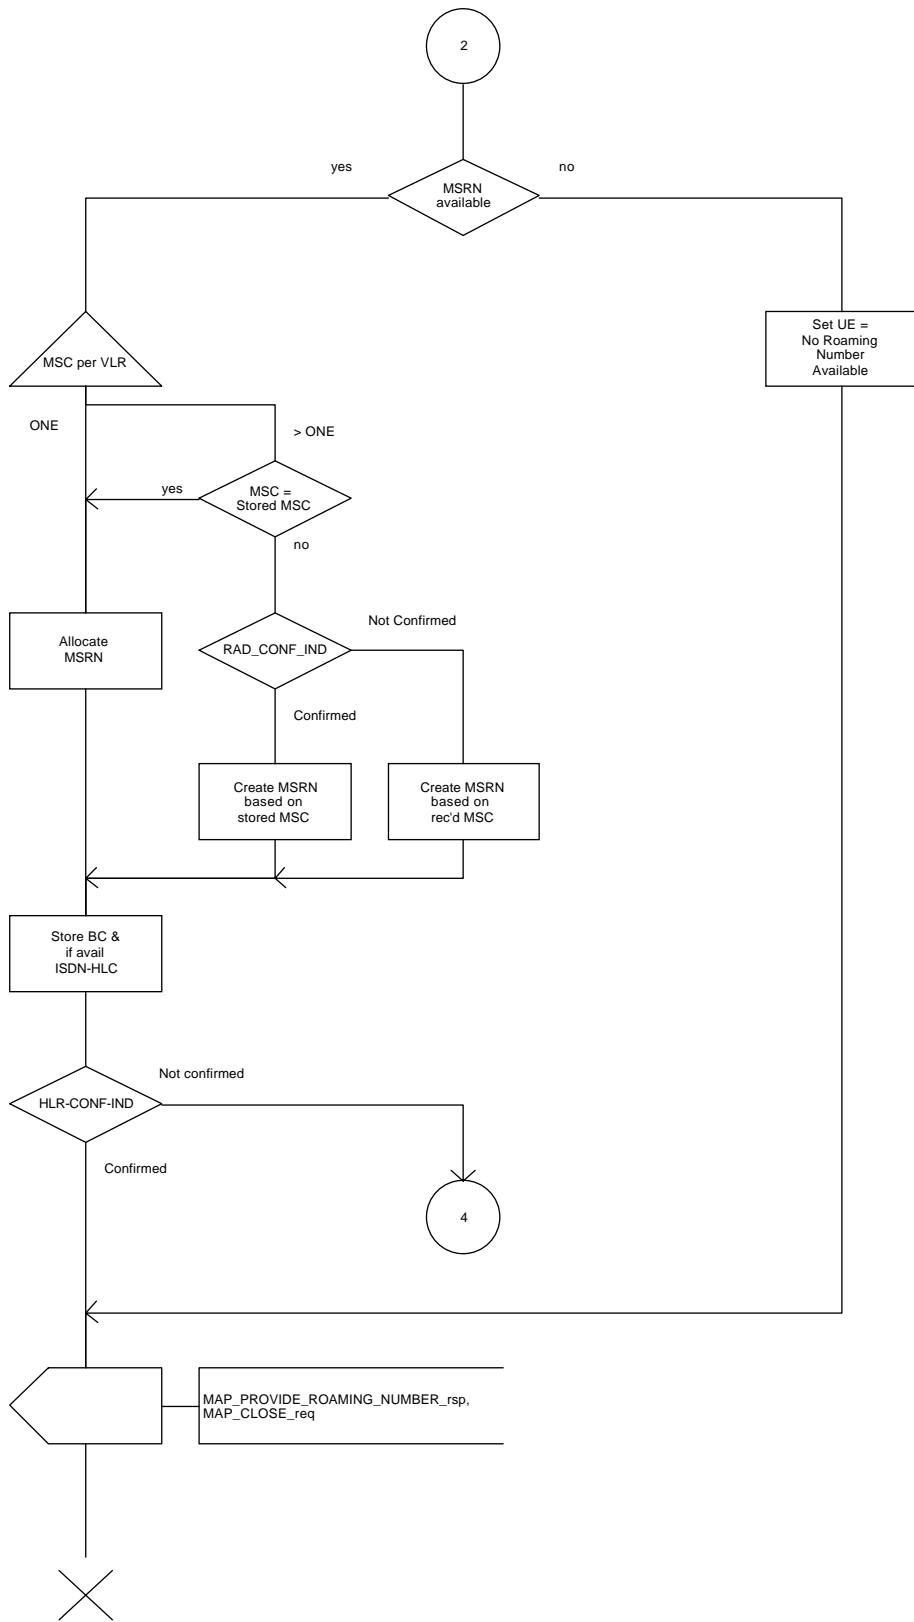 2
yes
no
MSRN
available
Set UE =
No Roaming
Number
Available
MSC per VLR
ONE
> ONE
yes
MSC =
Stored MSC
no
Not Confirmed
Allocate
MSRN
RAD_CONF_IND
Confirmed
Create MSRN
based on
stored MSC
Create MSRN
based on
rec'd MSC
Store BC &
if avail
ISDN-HLC
Not confirmed
HLR-CONF-IND
Confirmed
4
MAP_PROVIDE_ROAMING_NUMBER_rsp,
MAP_CLOSE_req